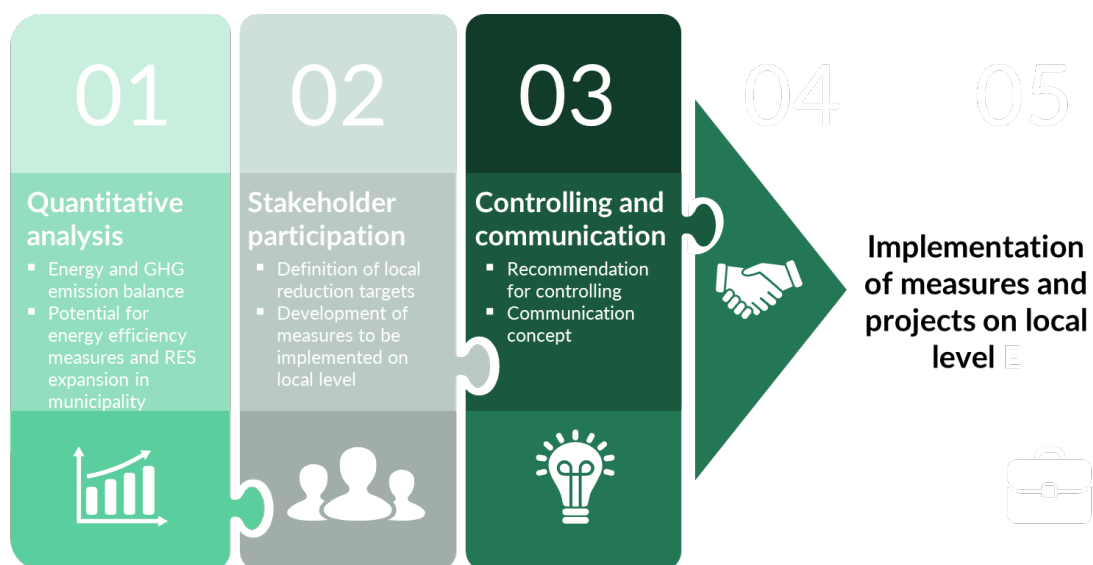 01
02
03
04
05
Quantitative
analysis
▪ Energy and GHG
emission balance
▪ Potential for
energy efficiency
measures and RES
expansion in
municipality
Stakeholder
participation
▪ Definition of local
reduction targets
▪ Development of
measures to be
implemented on
local level
Controlling and
communication
▪ Recommendation
for controlling
▪ Communication
concept
Implementation
of measures and
projects on local
level E